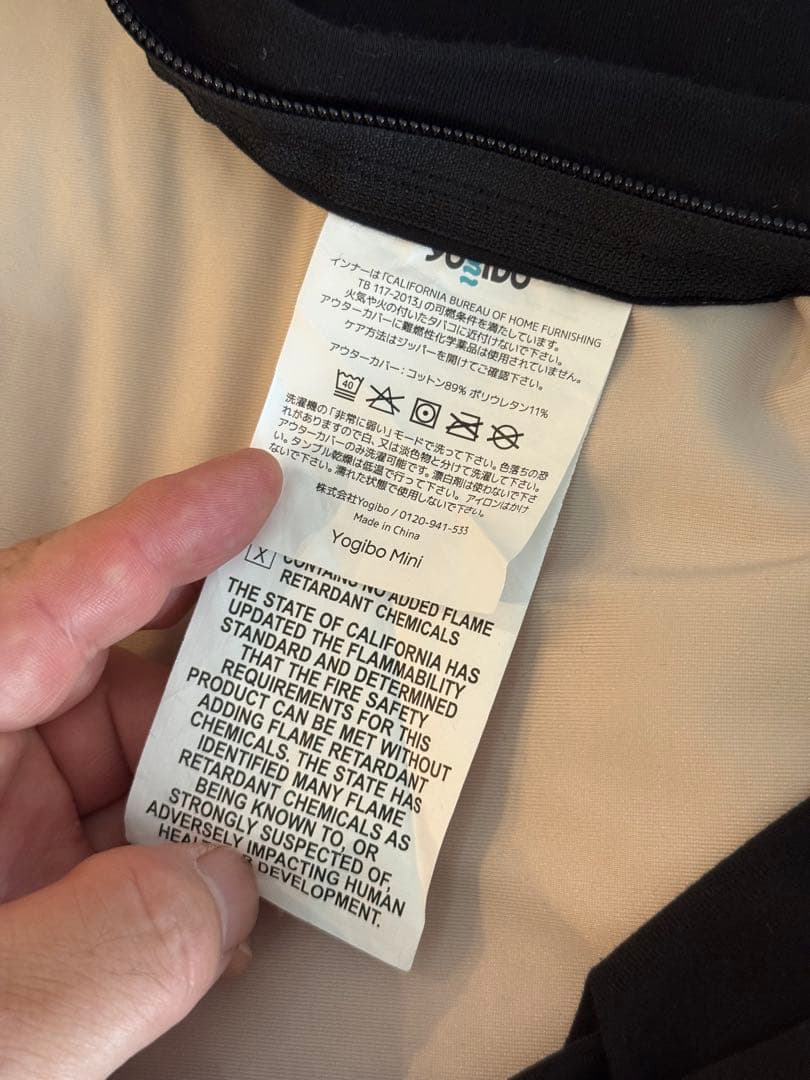 インナーは「CALIFORNIA BUREAU OF HOME FURNISHING
TB 117-2013」の可燃条件を満たしています。
火気や火の付いたタバコに近付けないで下さい。
アウターカバーに難燃性化学薬品は使用されていません。
ケア方法はジッパーを開けてご確認下さい。
アウターカバー：コットン89% ポリウレタン11%
40
洗濯機の「非常に弱い」モードで洗って下さい。色落ちの恐
れがありますので白、又は淡色物と分けて洗濯して下さい。
アウターカバーのみ洗濯可能です。漂白剤は使わないで下さ
い。タンブル乾燥は低温で行って下さい。アイロンはかけ
ないで下さい。濡れた状態で使用しないで下さい。
株式会社Yogibo / 0120-941-533
Made in China
Yogibo Mini
X CONTAINS NO ADDED FLAME
RETARDANT CHEMICALS
THE STATE OF CALIFORNIA HAS
UPDATED THE FLAMMABILITY
STANDARD AND DETERMINED
THAT THE FIRE SAFETY
REQUIREMENTS FOR THIS
PRODUCT CAN BE MET WITHOUT
ADDING FLAME RETARDANT
CHEMICALS. THE STATE HAS
IDENTIFIED MANY FLAME
RETARDANT CHEMICALS AS
BEING KNOWN TO, OR
STRONGLY SUSPECTED OF,
ADVERSELY IMPACTING HUMAN
DEVELOPMENT.